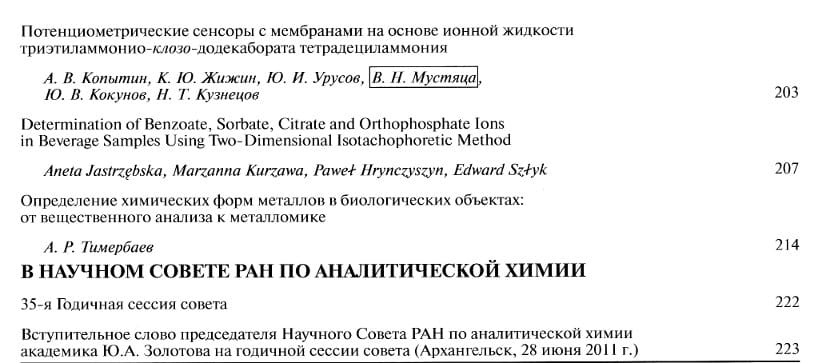 Потенциометрические сенсоры с мембранами на основе ионной жидкости
триэтиламмонио-клозо-додекабората тетрадециламмония
А. В. Копытин, К. Ю. Жижин, Ю. И. Урусов, В. Н. Мустяца,
Ю. В. Кокунов, Н. Т. Кузнецов 203
Determination of Benzoate, Sorbate, Citrate and Orthophosphate Ions
in Beverage Samples Using Two-Dimensional Isotachophoretic Method
Aneta Jastrzębska, Marzanna Kurzawa, Paweł Hrynczyszyn, Edward Szłyk 207
Определение химических форм металлов в биологических объектах:
от вещественного анализа к металломике
А. Р. Тимербаев 214
В НАУЧНОМ СОВЕТЕ РАН ПО АНАЛИТИЧЕСКОЙ ХИМИИ
35-я Годичная сессия совета 222
Вступительное слово председателя Научного Совета РАН по аналитической химии
академика Ю.А. Золотова на годичной сессии совета (Архангельск, 28 июня 2011 г.) 223